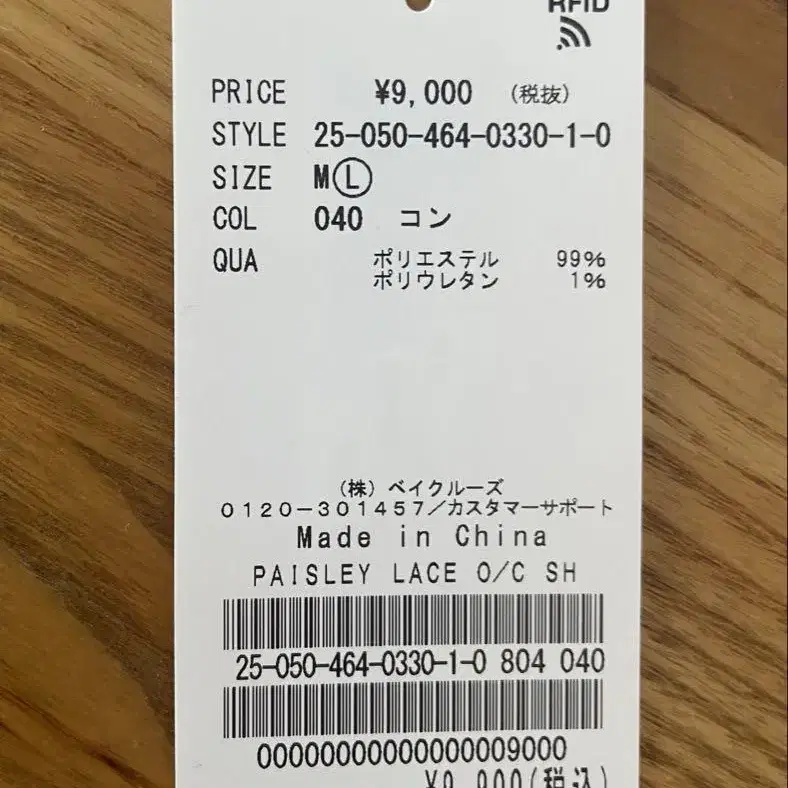 RFID
PRICE ¥9,000 (税抜)
STYLE 25-050-464-0330-1-0
SIZE M Ⓛ
COL 040 コン
QUA ポリエステル 99%
ポリウレタン 1%
(株) ベイクルーズ
0120-301457/カスタマーサポート
Made in China
PAISLEY LACE O/C SH
25-050-464-0330-1-0 804 040
00000000000000009000
(税込)